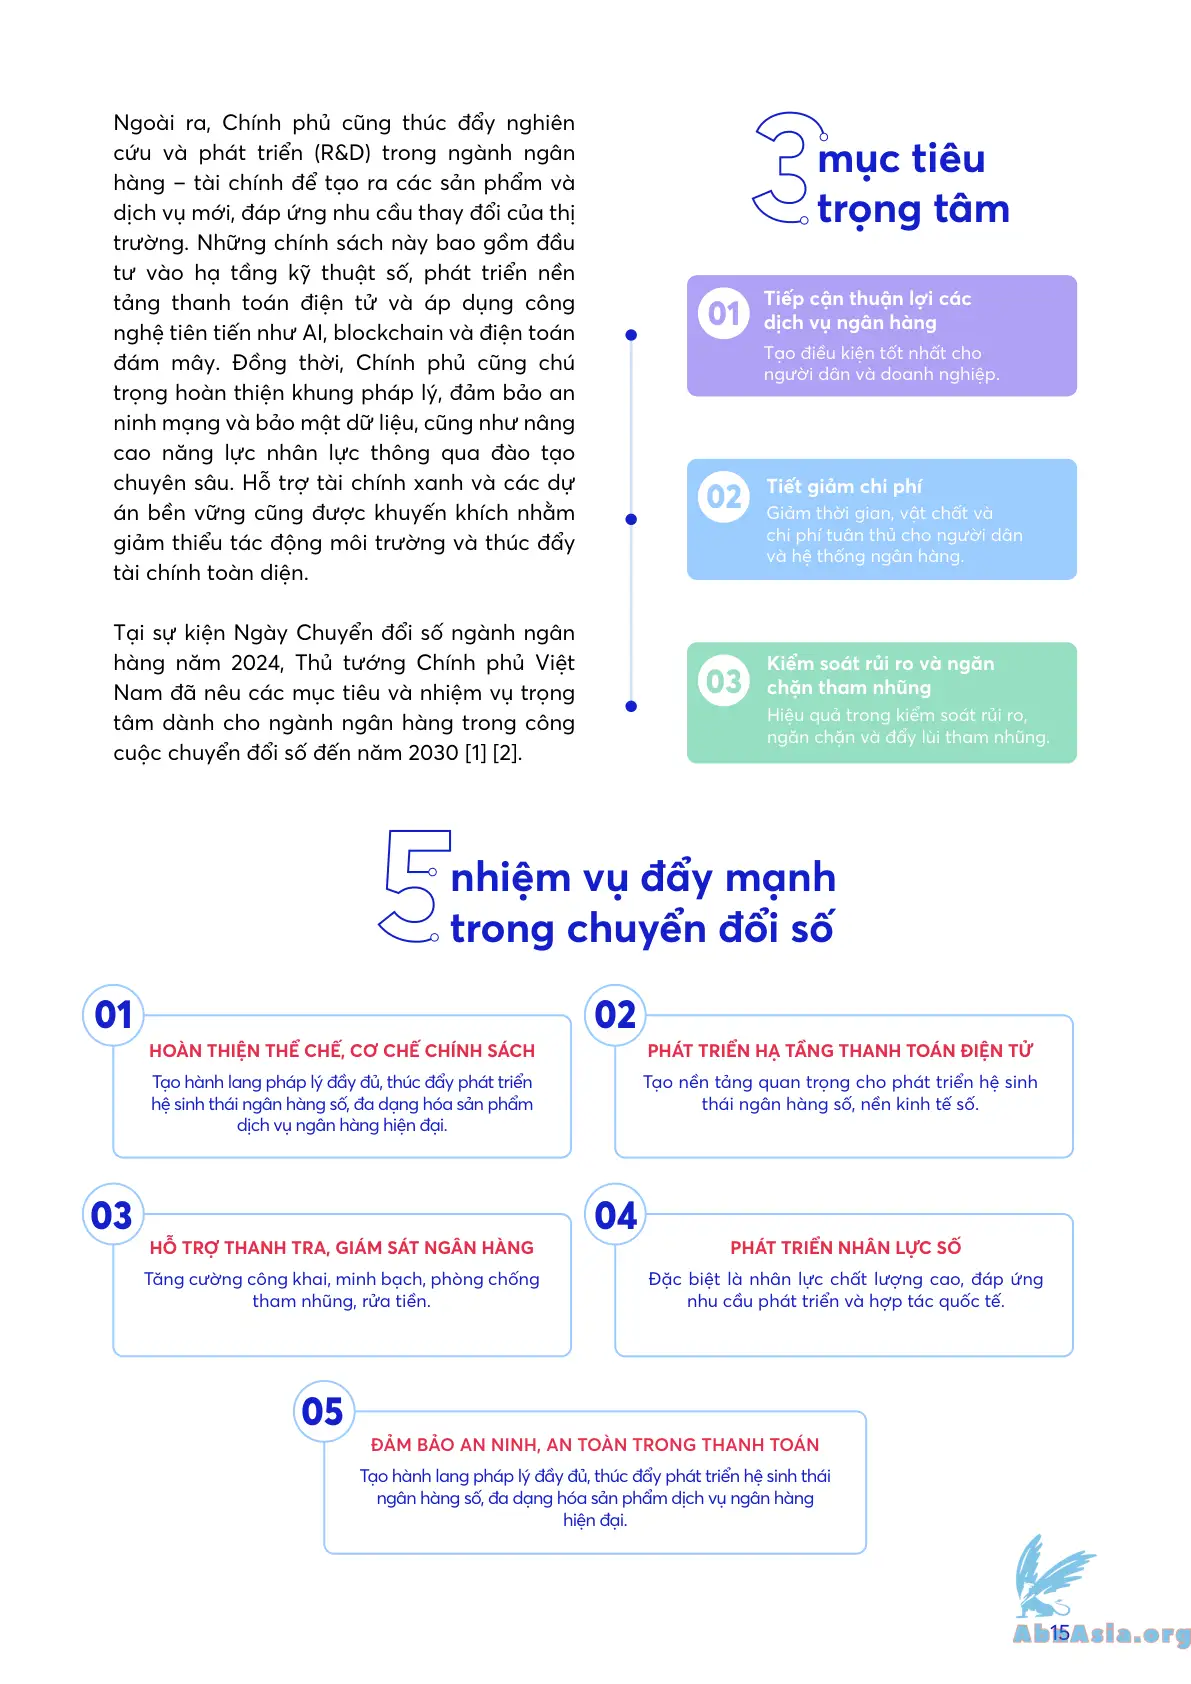 Ngoài ra, Chính phủ cũng thúc đẩy nghiên
cứu và phát triển (R&D) trong ngành ngân
hàng – tài chính để tạo ra các sản phẩm và
dịch vụ mới, đáp ứng nhu cầu thay đổi của thị
trường. Những chính sách này bao gồm đầu
tư vào hạ tầng kỹ thuật số, phát triển nền
tảng thanh toán điện tử và áp dụng công
nghệ tiên tiến như AI, blockchain và điện toán
đám mây. Đồng thời, Chính phủ cũng chú
trọng hoàn thiện khung pháp lý, đảm bảo an
ninh mạng và bảo mật dữ liệu, cũng như nâng
cao năng lực nhân lực thông qua đào tạo
chuyên sâu. Hỗ trợ tài chính xanh và các dự
án bền vững cũng được khuyến khích nhằm
giảm thiểu tác động môi trường và thúc đẩy
tài chính toàn diện.
Tại sự kiện Ngày Chuyển đổi số ngành ngân
hàng năm 2024, Thủ tướng Chính phủ Việt
Nam đã nêu các mục tiêu và nhiệm vụ trọng
tâm dành cho ngành ngân hàng trong công
cuộc chuyển đổi số đến năm 2030 [1] [2].
3 mục tiêu
trọng tâm
01
Tiếp cận thuận lợi các
dịch vụ ngân hàng
Tạo điều kiện tốt nhất cho
người dân và doanh nghiệp.
02
Tiết giảm chi phí
Giảm thời gian, vật chất và
chi phí tuân thủ cho người dân
và hệ thống ngân hàng.
03
Kiểm soát rủi ro và ngăn
chặn tham nhũng
Hiệu quả trong kiểm soát rủi ro,
ngăn chặn và đẩy lùi tham nhũng.
5 nhiệm vụ đẩy mạnh
trong chuyển đổi số
01
HOÀN THIỆN THỂ CHẾ, CƠ CHẾ CHÍNH SÁCH
Tạo hành lang pháp lý đầy đủ, thúc đẩy phát triển
hệ sinh thái ngân hàng số, đa dạng hóa sản phẩm
dịch vụ ngân hàng hiện đại.
02
PHÁT TRIỂN HẠ TẦNG THANH TOÁN ĐIỆN TỬ
Tạo nền tảng quan trọng cho phát triển hệ sinh
thái ngân hàng số, nền kinh tế số.
03
HỖ TRỢ THANH TRA, GIÁM SÁT NGÂN HÀNG
Tăng cường công khai, minh bạch, phòng chống
tham nhũng, rửa tiền.
04
PHÁT TRIỂN NHÂN LỰC SỐ
Đặc biệt là nhân lực chất lượng cao, đáp ứng
nhu cầu phát triển và hợp tác quốc tế.
05
ĐẢM BẢO AN NINH, AN TOÀN TRONG THANH TOÁN
Tạo hành lang pháp lý đầy đủ, thúc đẩy phát triển hệ sinh thái
ngân hàng số, đa dạng hóa sản phẩm dịch vụ ngân hàng
hiện đại.
15